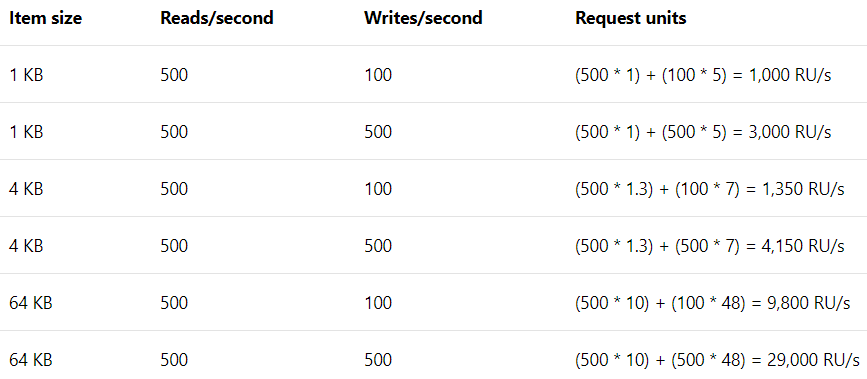 Item size Reads/second Writes/second Request units
1 KB 500 100 (500 * 1) + (100 * 5) = 1,000 RU/s
1 KB 500 500 (500 * 1) + (500 * 5) = 3,000 RU/s
4 KB 500 100 (500 * 1.3) + (100 * 7) = 1,350 RU/s
4 KB 500 500 (500 * 1.3) + (500 * 7) = 4,150 RU/s
64 KB 500 100 (500 * 10) + (100 * 48) = 9,800 RU/s
64 KB 500 500 (500 * 10) + (500 * 48) = 29,000 RU/s